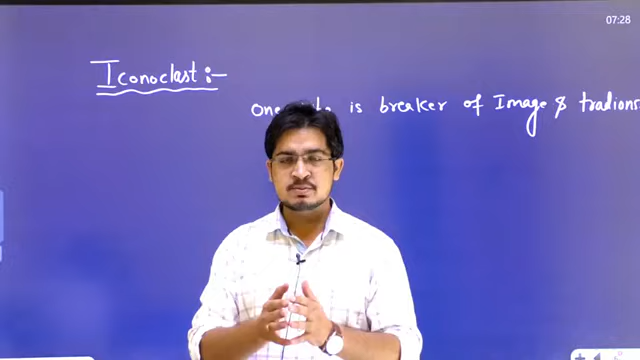 07:28
Iconoclast :-
One is breaker of Image & tradions